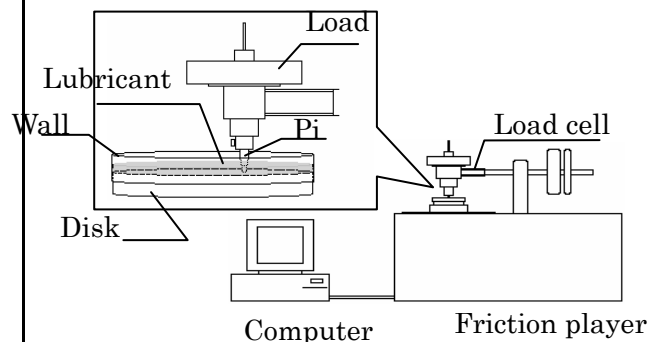 Load
Lubricant
Wall
Pi
Load cell
Disk
Computer
Friction player